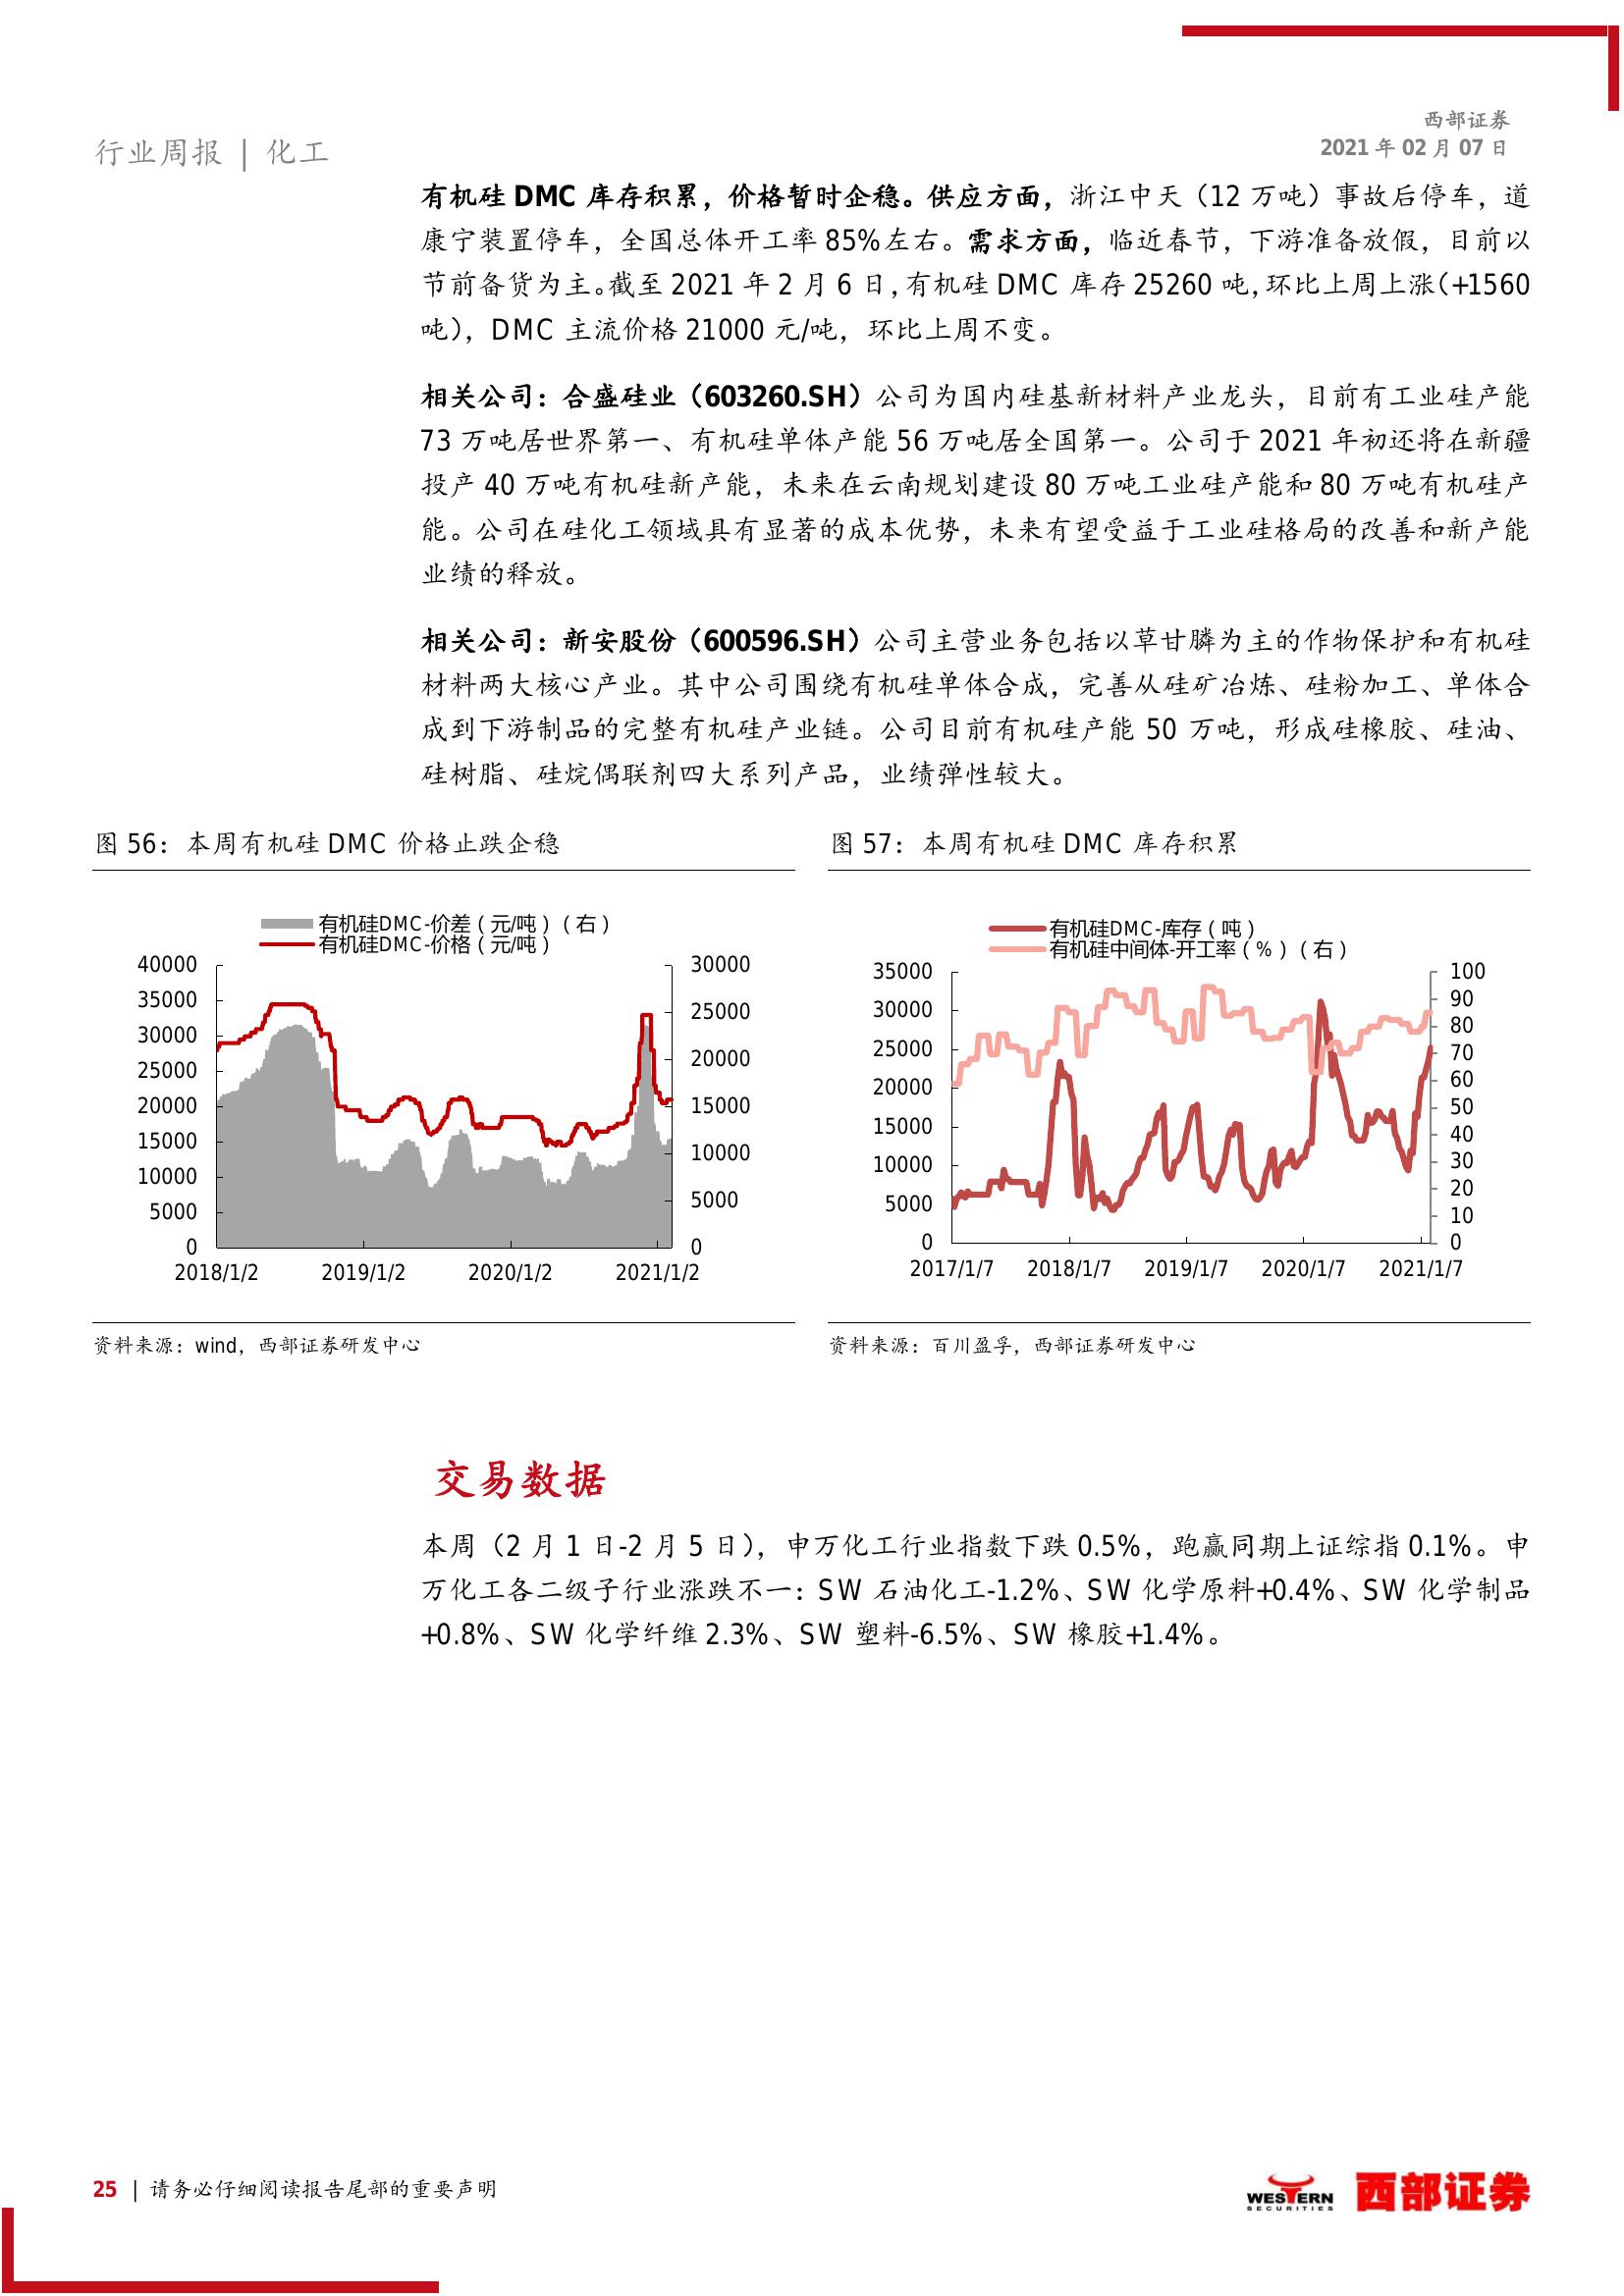 西部证券
2021 年 02 月 07 日
行业周报 | 化工
有机硅 DMC 库存积累，价格暂时企稳。供应方面，浙江中天（12 万吨）事故后停车，道
康宁装置停车，全国总体开工率 85%左右。需求方面，临近春节，下游准备放假，目前以
节前备货为主。截至 2021 年 2 月 6 日，有机硅 DMC 库存 25260 吨，环比上周上涨（+1560
吨），DMC 主流价格 21000 元/吨，环比上周不变。
相关公司：合盛硅业（603260.SH）公司为国内硅基新材料产业龙头，目前有工业硅产能
73 万吨居世界第一、有机硅单体产能 56 万吨居全国第一。公司于 2021 年初还将在新疆
投产 40 万吨有机硅新产能，未来在云南规划建设 80 万吨工业硅产能和 80 万吨有机硅产
能。公司在硅化工领域具有显著的成本优势，未来有望受益于工业硅格局的改善和新产能
业绩的释放。
相关公司：新安股份（600596.SH）公司主营业务包括以草甘膦为主的作物保护和有机硅
材料两大核心产业。其中公司围绕有机硅单体合成，完善从硅矿冶炼、硅粉加工、单体合
成到下游制品的完整有机硅产业链。公司目前有机硅产能 50 万吨，形成硅橡胶、硅油、
硅树脂、硅烷偶联剂四大系列产品，业绩弹性较大。
图 56：本周有机硅 DMC 价格止跌企稳
有机硅DMC-价差（元/吨）（右）
有机硅DMC-价格（元/吨）
40000
35000
30000
25000
20000
15000
10000
5000
0
30000
25000
20000
15000
10000
5000
0
2018/1/2 2019/1/2 2020/1/2 2021/1/2
资料来源：wind，西部证券研发中心
图 57：本周有机硅 DMC 库存积累
有机硅DMC-库存（吨）
有机硅中间体-开工率（%）（右）
35000
30000
25000
20000
15000
10000
5000
0
100
90
80
70
60
50
40
30
20
10
0
2017/1/7 2018/1/7 2019/1/7 2020/1/7 2021/1/7
资料来源：百川盈孚，西部证券研发中心
交易数据
本周（2 月 1 日-2 月 5 日），申万化工行业指数下跌 0.5%，跑赢同期上证综指 0.1%。申
万化工各二级子行业涨跌不一：SW 石油化工-1.2%、SW 化学原料+0.4%、SW 化学制品
+0.8%、SW 化学纤维 2.3%、SW 塑料-6.5%、SW 橡胶+1.4%。
25 | 请务必仔细阅读报告尾部的重要声明
WESTERN
SECURITIES
西部证券